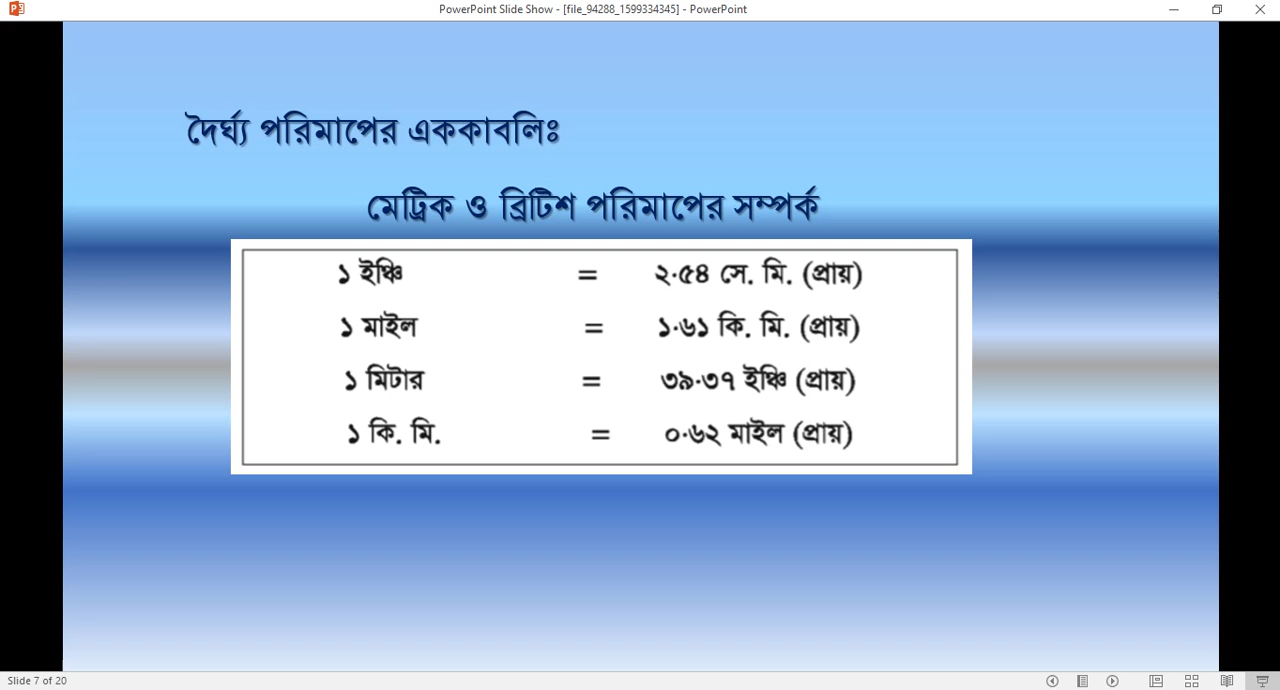 PowerPoint Slide Show - [file_94288_1599334345] - PowerPoint
দৈর্ঘ্য পরিমাপের এককাবলিঃ
মেট্রিক ও ব্রিটিশ পরিমাপের সম্পর্ক
১ ইঞ্চি = ২·৫৪ সে. মি. (প্রায়)
১ মাইল = ১·৬১ কি. মি. (প্রায়)
১ মিটার = ৩৯·৩৭ ইঞ্চি (প্রায়)
১ কি. মি. = ০·৬২ মাইল (প্রায়)
Slide 7 of 20